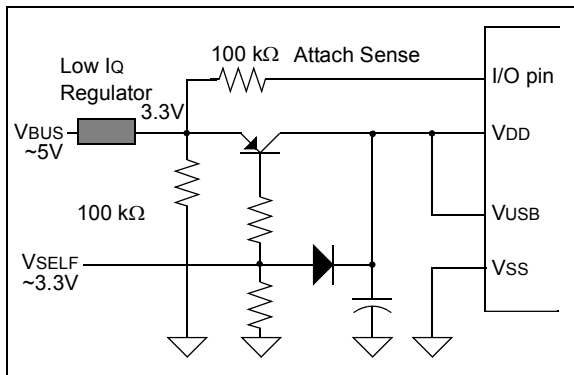 100 kΩ Attach Sense
Low IQ
Regulator
3.3V
I/O pin
VBUS
~5V
VDD
100 kΩ
VUSB
VSELF
~3.3V
VSS